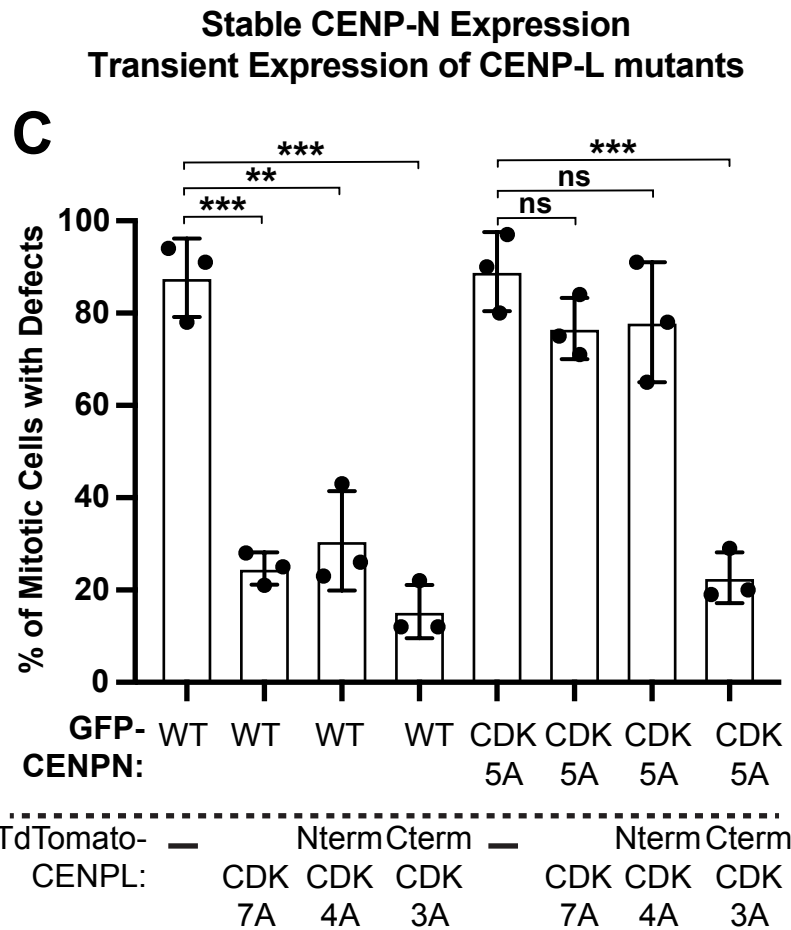 Stable CENP-N Expression
Transient Expression of CENP-L mutants
C
***
***
**
ns
***
ns
% of Mitotic Cells with Defects
100
80
60
40
20
0
GFP-
CENPN:
WT WT WT WT CDK CDK CDK CDK
5A 5A 5A 5A
TdTomato-
CENPL:
— Nterm Cterm — Nterm Cterm
CDK CDK CDK CDK CDK CDK
7A 4A 3A 7A 4A 3A